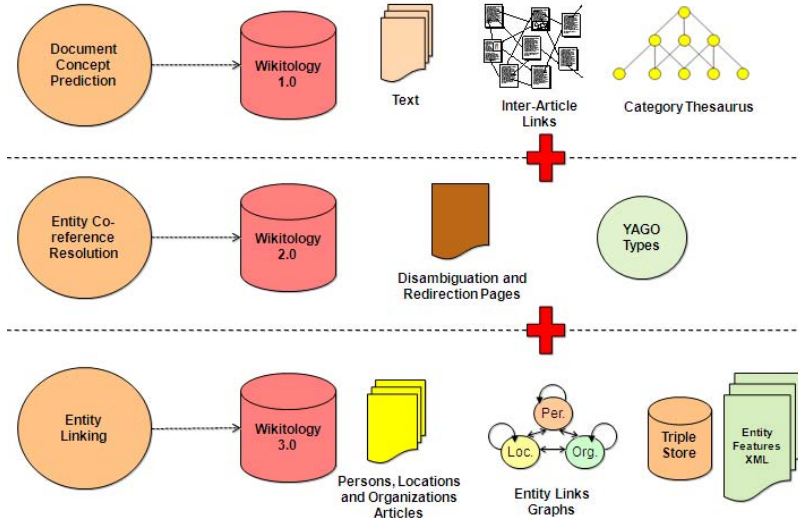 Document
Concept
Prediction
Wikitology
1.0
Text
Inter-Article
Links
Category Thesaurus
Entity Co-
reference
Resolution
Wikitology
2.0
Disambiguation and
Redirection Pages
YAGO
Types
Entity
Linking
Wikitology
3.0
Persons, Locations
and Organizations
Articles
Per.
Loc.
Org.
Entity Links
Graphs
Triple
Store
Entity
Features
XML